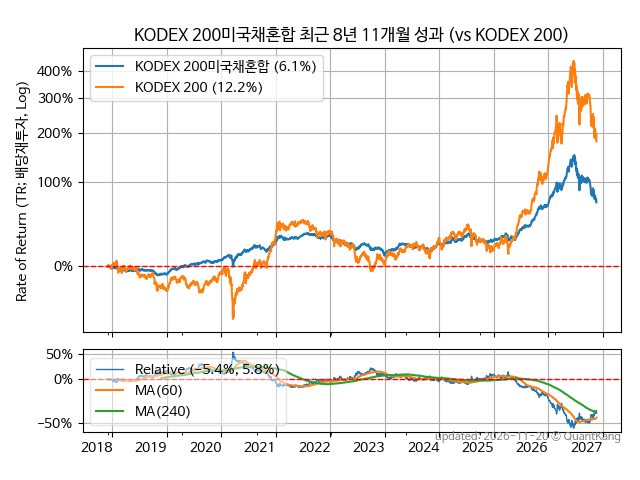 KODEX 200미국채혼합 최근 8년 11개월 성과 (vs KODEX 200)
KODEX 200미국채혼합 (6.1%)
KODEX 200 (12.2%)
Rate of Return (TR; 배당재투자, Log)
400%
300%
200%
100%
0%
Relative (−5.4%, 5.8%)
MA(60)
MA(240)
50%
0%
−50%
Updated: 2026−11−20 © QuantKang
2018 2019 2020 2021 2022 2023 2024 2025 2026 2027